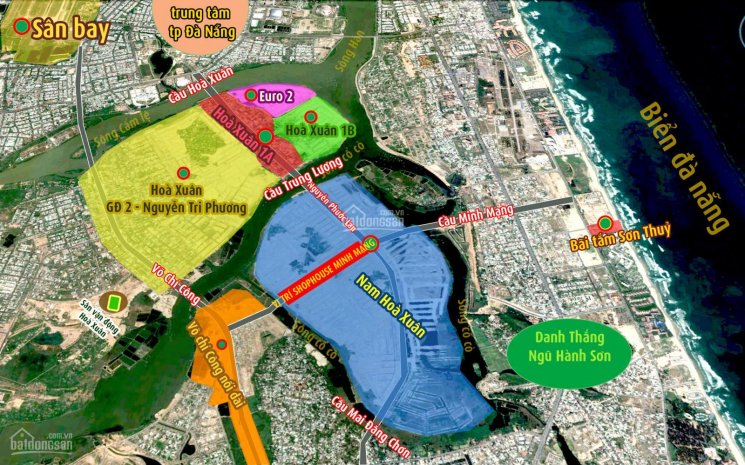 Sân bay
trung tâm
tp Đà Nẵng
Cầu Hoà Xuân
Sông Hàn
Euro 2
Sông Cẩm lệ
Hoà Xuân 1A
Hoà Xuân 1B
Biển đà nẵng
Hoà Xuân
GĐ 2 - Nguyễn Tri Phương
Cầu Trung Lương
cổ cò
Nguyễn Phước Lan
.com.vn
batdongsan
Cầu Minh Mạng
Bãi tắm Sơn Thuỷ
VỊ TRÍ SHOPHOUSE MINH MẠNG
Võ Chí Công
Nam Hoà Xuân
Sân vận động
Hoà Xuân
Sông cổ cò
Sông cổ cò
Võ chí Công nối dài
Danh Thắng
Ngũ Hành Sơn
Cầu Mai Đăng Chơn
.com.vn
batdongsan